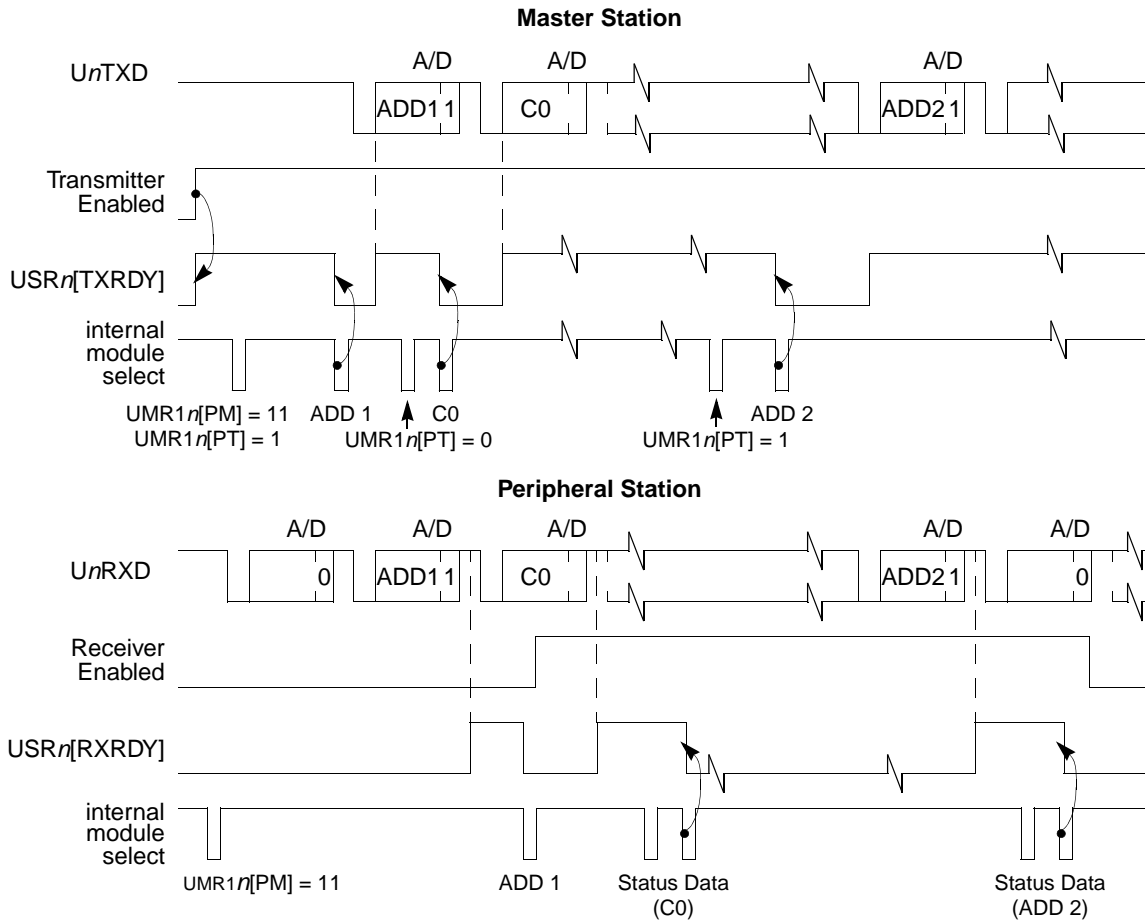 Master Station
A/D A/D A/D
UnTXD
ADD1 1 C0 ADD2 1
Transmitter
Enabled
USRn[TXRDY]
internal
module
select
UMR1n[PM] = 11 ADD 1 C0 ADD 2
UMR1n[PT] = 1 UMR1n[PT] = 0 UMR1n[PT] = 1
Peripheral Station
A/D A/D A/D A/D A/D
UnRXD
0 ADD1 1 C0 ADD2 1 0
Receiver
Enabled
USRn[RXRDY]
internal
module
select
UMR1n[PM] = 11 ADD 1 Status Data Status Data
(C0) (ADD 2)